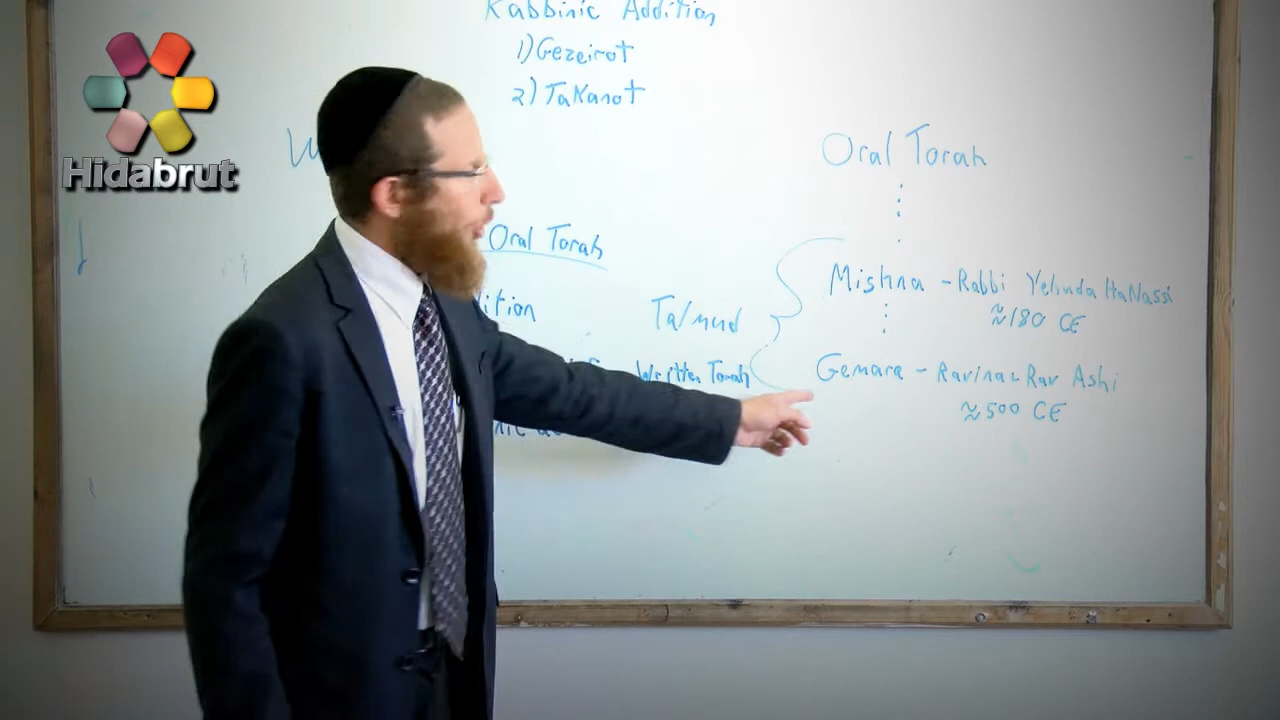 Hidabrut
Rabbinic Addition
1) Gezeirot
2) Takanot
Oral Torah
Oral Torah
Mishna - Rabbi Yehuda HaNassi
≈180 CE
Talmud
Gemara - Ravina & Rav Ashi
≈500 CE
Written Torah